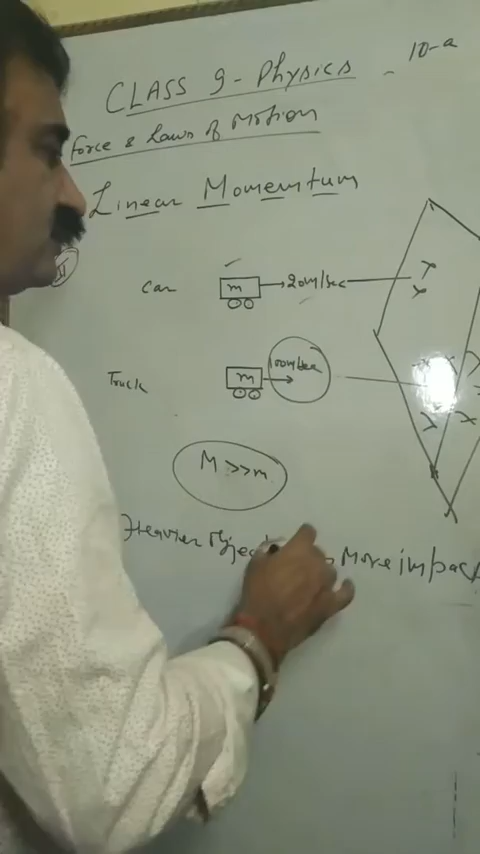 CLASS 9 - Physics - 10-a
Force & Laws of Motion
Linear Momentum
Car m → 20m/sec
Truck m 100m/sec
M >> m
Heavier Object More impac